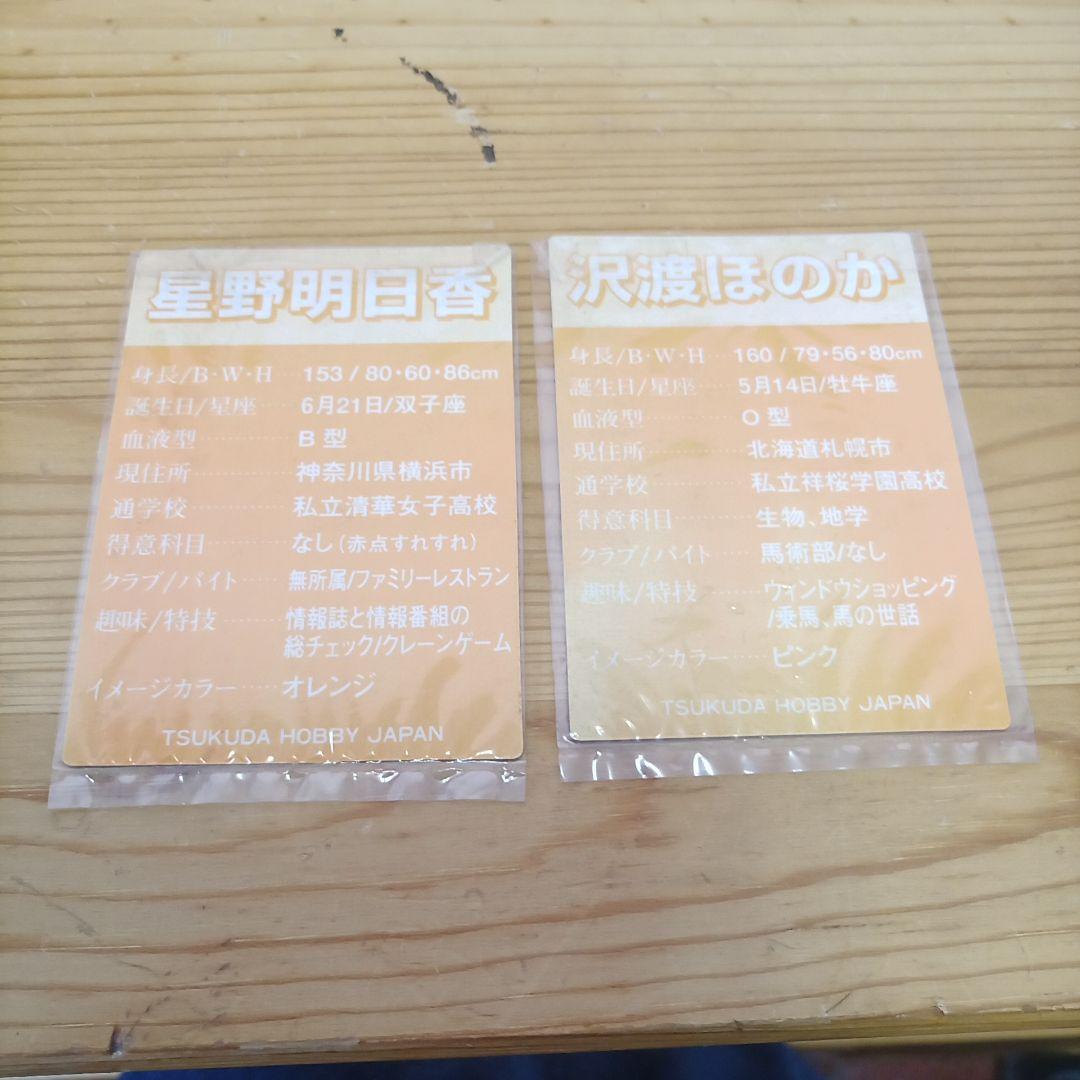 星野明日香
身長/B・W・H…153 / 80・60・86cm
誕生日/星座……6月21日/双子座
血液型…………B 型
現住所…………神奈川県横浜市
通学校…………私立清華女子高校
得意科目………なし(赤点すれすれ)
クラブ/バイト……無所属/ファミリーレストラン
趣味/特技………情報誌と情報番組の
総チェック/クレーンゲーム
イメージカラー……オレンジ
TSUKUDA HOBBY JAPAN
沢渡ほのか
身長/B・W・H…160 / 79・56・80cm
誕生日/星座……5月14日/牡牛座
血液型…………O 型
現住所…………北海道札幌市
通学校…………私立祥桜学園高校
得意科目………生物、地学
クラブ/バイト……馬術部/なし
趣味/特技………ウィンドウショッピング
/乗馬、馬の世話
イメージカラー……ピンク
TSUKUDA HOBBY JAPAN